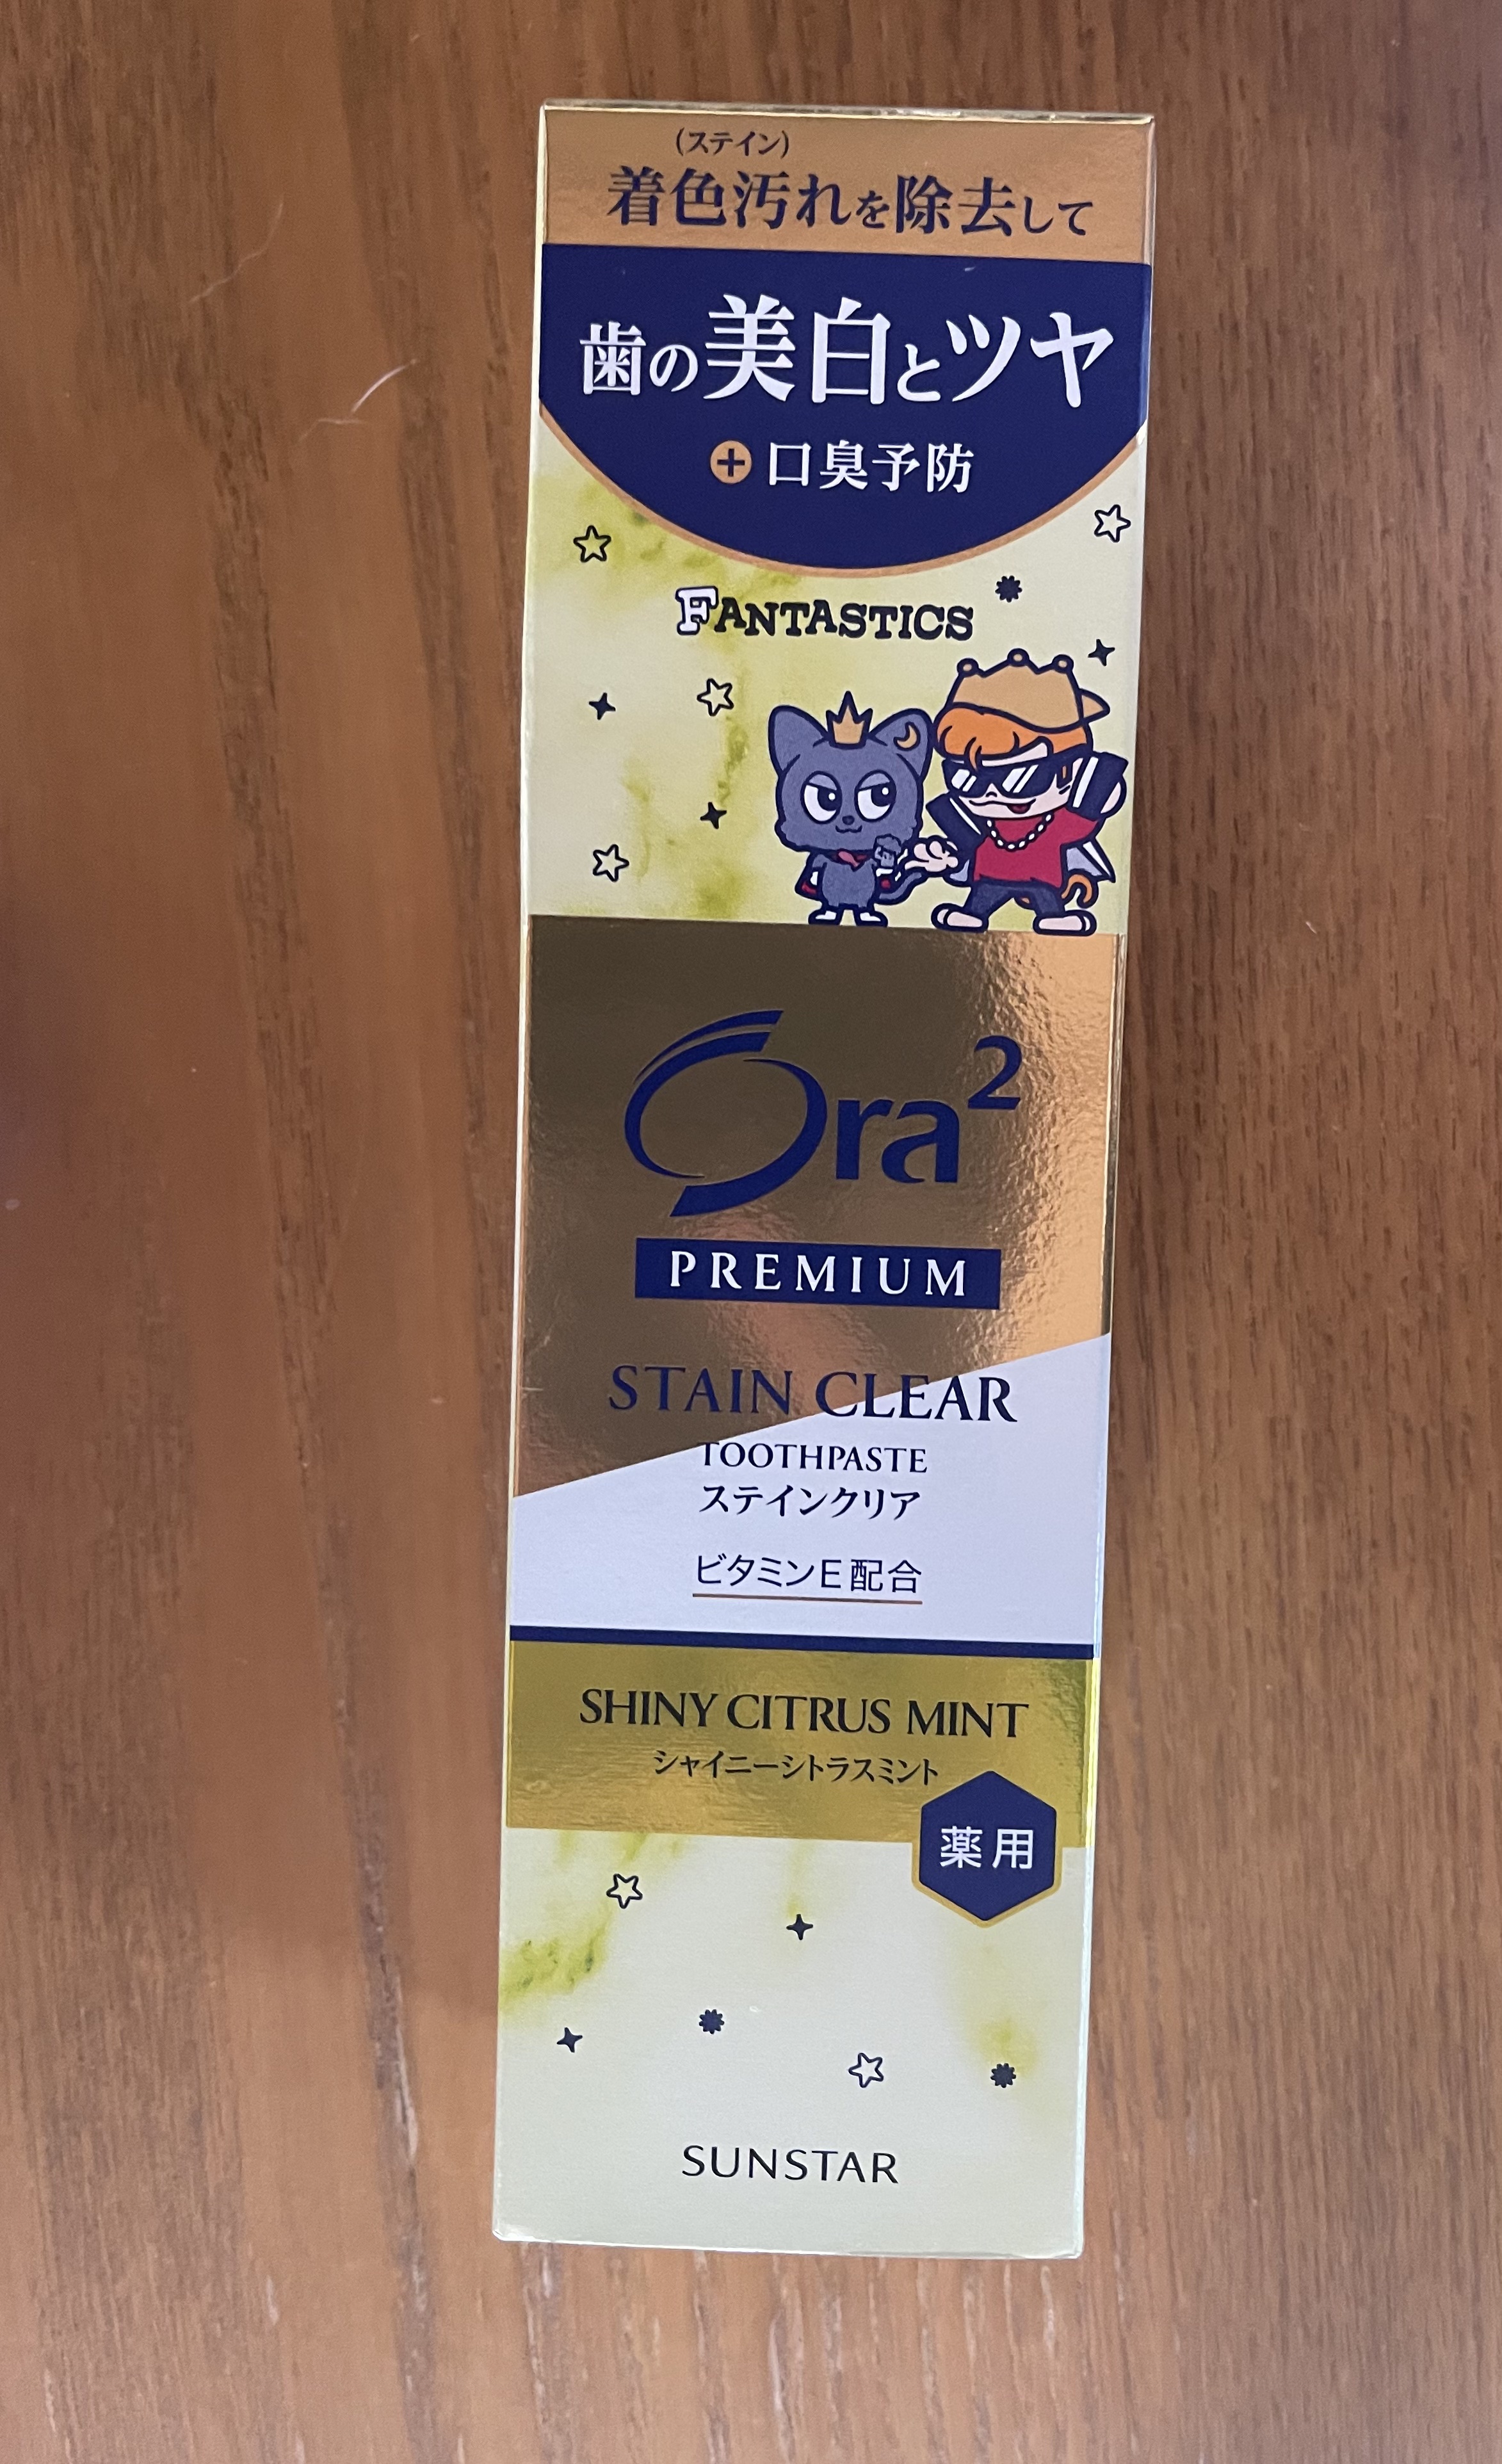 (ステイン)
着色汚れを除去して
歯の美白とツヤ
+口臭予防
FANTASTICS
Ora²
PREMIUM
STAIN CLEAR
TOOTHPASTE
ステインクリア
ビタミンE配合
SHINY CITRUS MINT
シャイニーシトラスミント
薬用
SUNSTAR